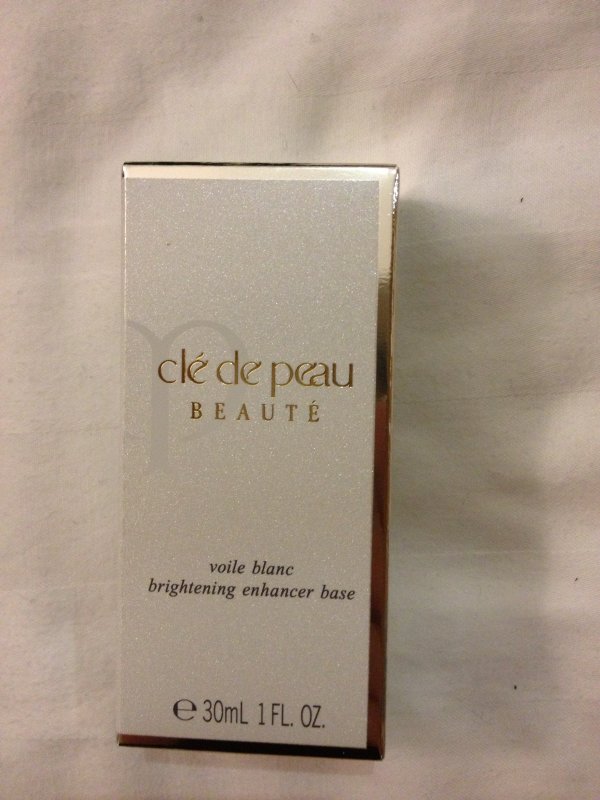 clé de peau
BEAUTÉ
voile blanc
brightening enhancer base
℮ 30mL 1 FL. OZ.